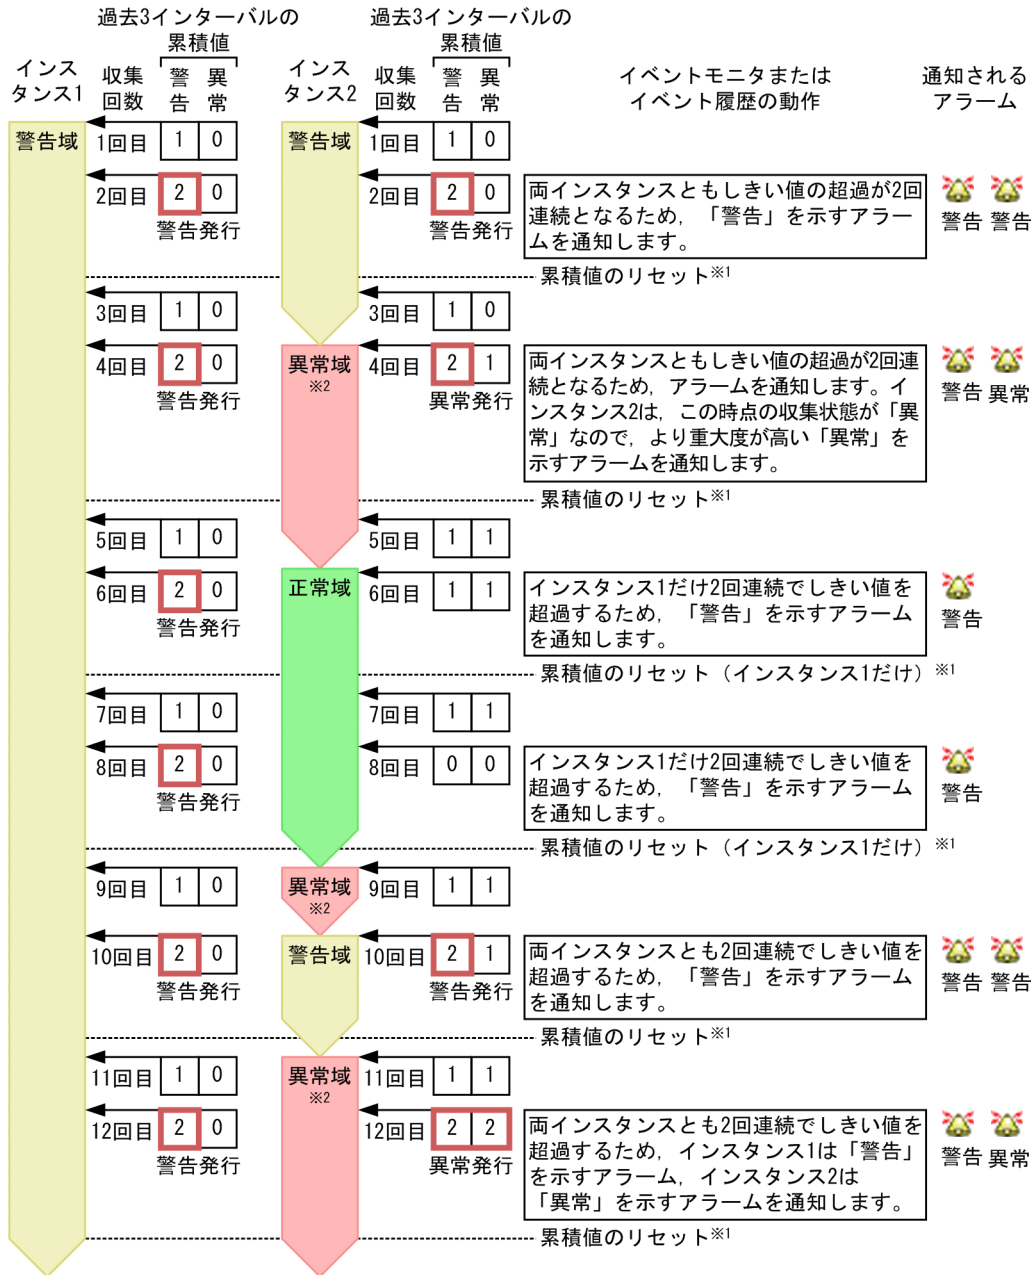 過去3インターバルの 過去3インターバルの
累積値 累積値
インス 収集 警 異 インス 収集 警 異 イベントモニタまたは 通知される
タンス1 回数 告 常 タンス2 回数 告 常 イベント履歴の動作 アラーム
警告域 1回目 1 0 警告域 1回目 1 0
2回目 2 0 2回目 2 0
警告発行 警告発行
両インスタンスともしきい値の超過が2回
連続となるため，「警告」を示すアラー
ムを通知します。
警告 警告
累積値のリセット※1
3回目 1 0 3回目 1 0
4回目 2 0 異常域 4回目 2 1
※2
警告発行 異常発行
両インスタンスともしきい値の超過が2回連
続となるため，アラームを通知します。イ
ンスタンス2は，この時点の収集状態が「異
常」なので，より重大度が高い「異常」を
示すアラームを通知します。
警告 異常
累積値のリセット※1
5回目 1 0 5回目 1 1
6回目 2 0 正常域 6回目 1 1
警告発行
インスタンス1だけ2回連続でしきい値を
超過するため，「警告」を示すアラーム
を通知します。
警告
累積値のリセット（インスタンス1だけ）※1
7回目 1 0 7回目 1 1
8回目 2 0 8回目 0 0
警告発行
インスタンス1だけ2回連続でしきい値を
超過するため，「警告」を示すアラーム
を通知します。
警告
累積値のリセット（インスタンス1だけ）※1
9回目 1 0 異常域 9回目 1 1
※2
10回目 2 0 警告域 10回目 2 1
警告発行 警告発行
両インスタンスとも2回連続でしきい値を
超過するため，「警告」を示すアラーム
を通知します。
警告 警告
累積値のリセット※1
11回目 1 0 異常域 11回目 1 1
※2
12回目 2 0 12回目 2 2
警告発行 異常発行
両インスタンスとも2回連続でしきい値を
超過するため，インスタンス1は「警告」
を示すアラーム，インスタンス2は
「異常」を示すアラームを通知します。
警告 異常
累積値のリセット※1